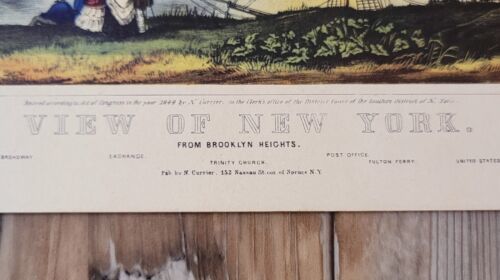 Entered according to Act of Congress in the year 1849 by N. Currier, in the Clerk's office of the District Court of the Southern District of N. York.
VIEW OF NEW YORK.
FROM BROOKLYN HEIGHTS.
BROADWAY EXCHANGE. TRINITY CHURCH. POST OFFICE. FULTON FERRY. UNITED STATES
Pub. by N. Currier, 152 Nassau St. cor of Spruce N.Y.